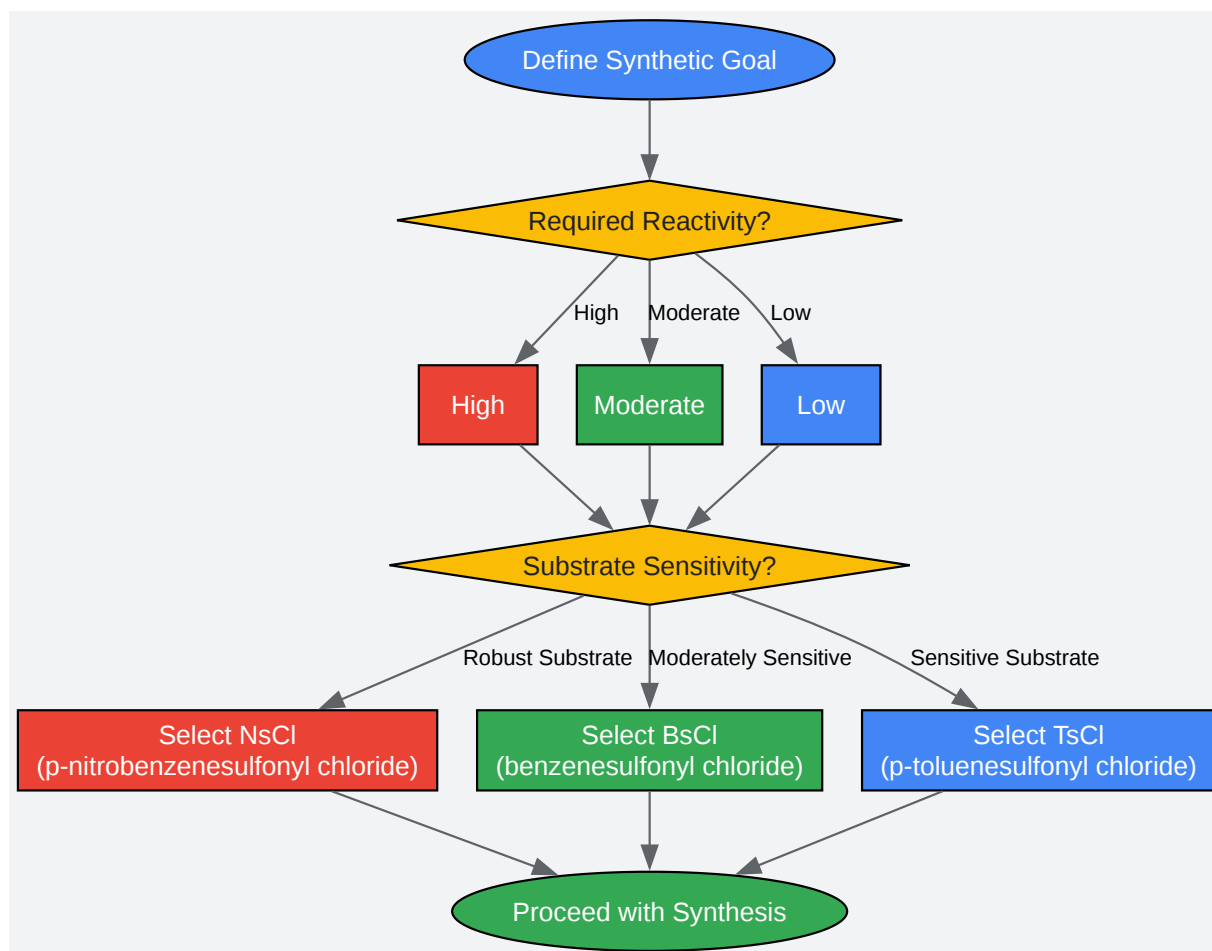 Define Synthetic Goal
Required Reactivity?
High
Moderate
Low
High
Moderate
Low
Substrate Sensitivity?
Robust Substrate
Moderately Sensitive
Sensitive Substrate
Select NsCl
(p-nitrobenzenesulfonyl chloride)
Select BsCl
(benzenesulfonyl chloride)
Select TsCl
(p-toluenesulfonyl chloride)
Proceed with Synthesis